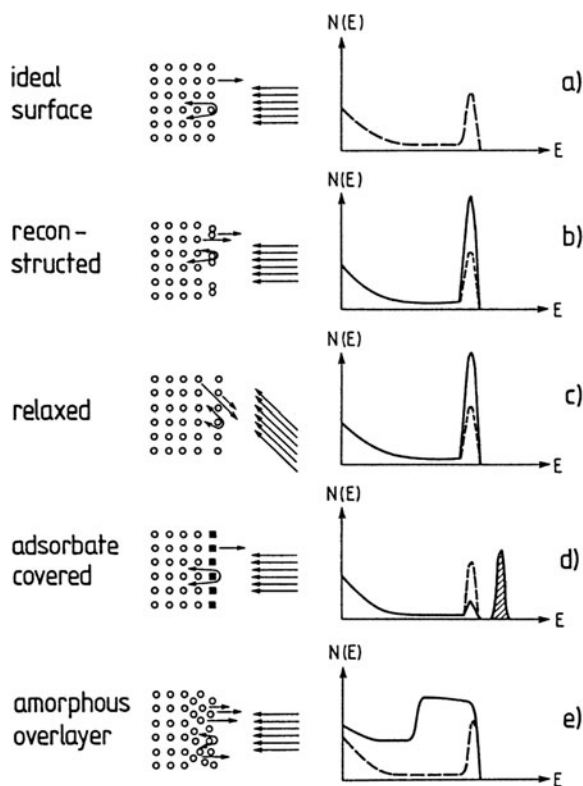 N(E)
ideal
surface
a)
E
N(E)
recon-
structed
b)
E
N(E)
relaxed
c)
E
N(E)
adsorbate
covered
d)
E
N(E)
amorphous
overlayer
e)
E